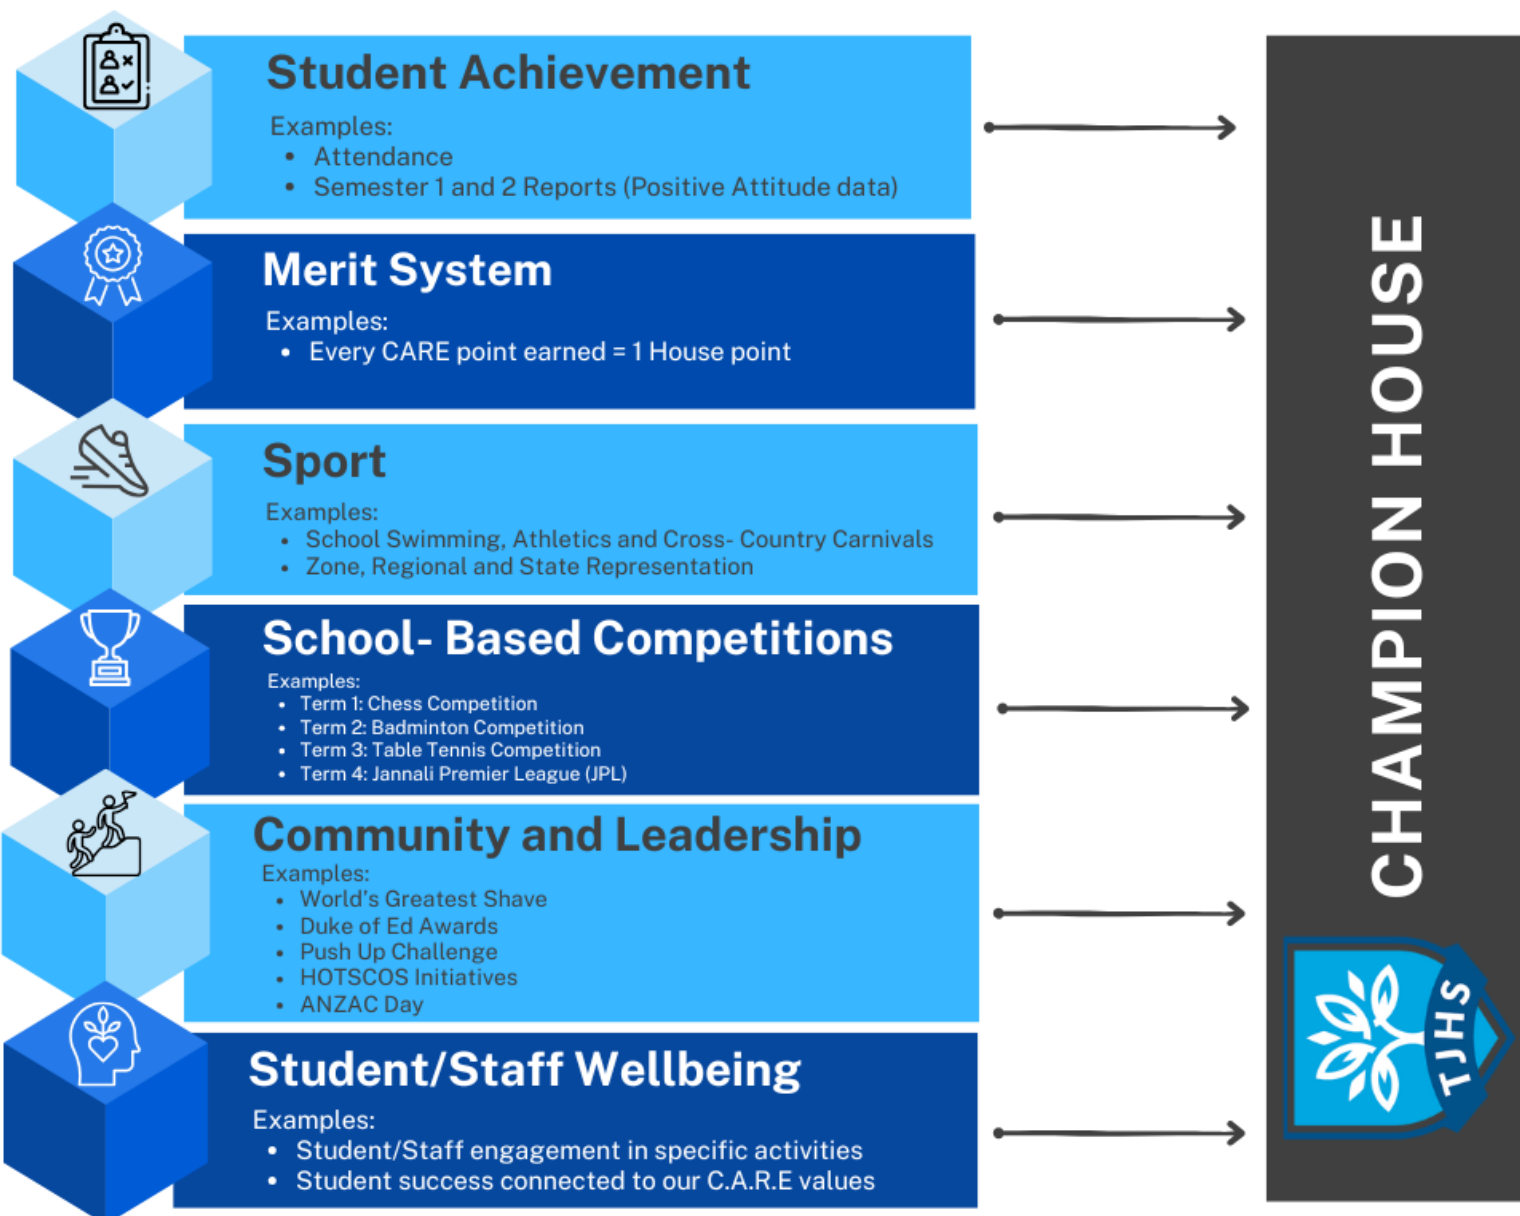 Student Achievement
Examples:
• Attendance
• Semester 1 and 2 Reports (Positive Attitude data)
Merit System
Examples:
• Every CARE point earned = 1 House point
Sport
Examples:
• School Swimming, Athletics and Cross- Country Carnivals
• Zone, Regional and State Representation
School- Based Competitions
Examples:
• Term 1: Chess Competition
• Term 2: Badminton Competition
• Term 3: Table Tennis Competition
• Term 4: Jannali Premier League (JPL)
Community and Leadership
Examples:
• World's Greatest Shave
• Duke of Ed Awards
• Push Up Challenge
• HOTSCOS Initiatives
• ANZAC Day
Student/Staff Wellbeing
Examples:
• Student/Staff engagement in specific activities
• Student success connected to our C.A.R.E values
CHAMPION HOUSE
TJHS